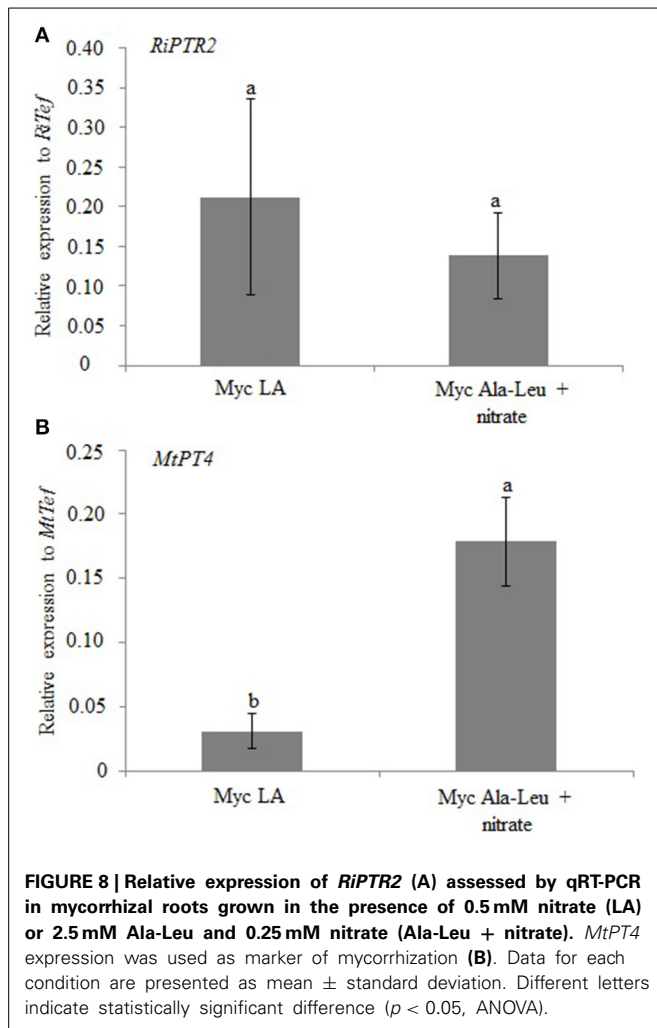 A
RiPTR2
0.40
0.35
0.30
0.25
0.20
0.15
0.10
0.05
0
Relative expression to RiTef
a
a
Myc LA
Myc Ala-Leu +
nitrate
B
MtPT4
0.25
0.20
0.15
0.10
0.05
0
Relative expression to MtTef
b
a
Myc LA
Myc Ala-Leu +
nitrate
FIGURE 8 | Relative expression of RiPTR2 (A) assessed by qRT-PCR
in mycorrhizal roots grown in the presence of 0.5 mM nitrate (LA)
or 2.5 mM Ala-Leu and 0.25 mM nitrate (Ala-Leu + nitrate). MtPT4
expression was used as marker of mycorrhization (B). Data for each
condition are presented as mean ± standard deviation. Different letters
indicate statistically significant difference (p < 0.05, ANOVA).